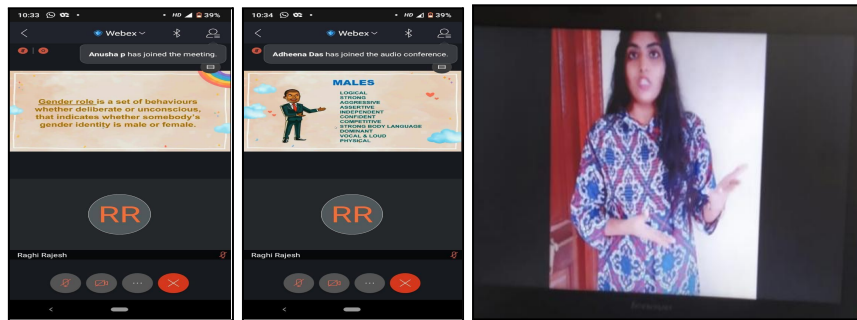 10:33
HD 39%
Webex
Anusha p has joined the meeting.
Gender role is a set of behaviours
whether deliberate or unconscious,
that indicates whether somebody's
gender identity is male or female.
RR
Raghi Rajesh
10:34
HD 39%
Webex
Adheena Das has joined the audio conference.
MALES
LOGICAL
STRONG
AGGRESSIVE
ASSERTIVE
INDEPENDENT
CONFIDENT
COMPETITIVE
STRONG BODY LANGUAGE
DOMINANT
VOCAL & LOUD
PHYSICAL
RR
Raghi Rajesh
lenovo